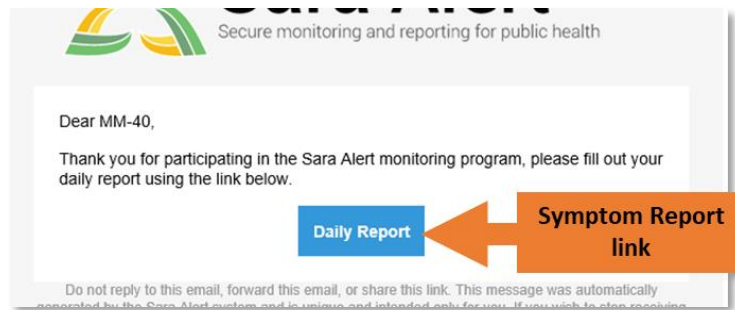 Sara Alert
Secure monitoring and reporting for public health
Dear MM-40,
Thank you for participating in the Sara Alert monitoring program, please fill out your
daily report using the link below.
Daily Report
Symptom Report
link
Do not reply to this email, forward this email, or share this link. This message was automatically
generated by the Sara Alert system and is unique and intended only for you. If you wish to stop receiving